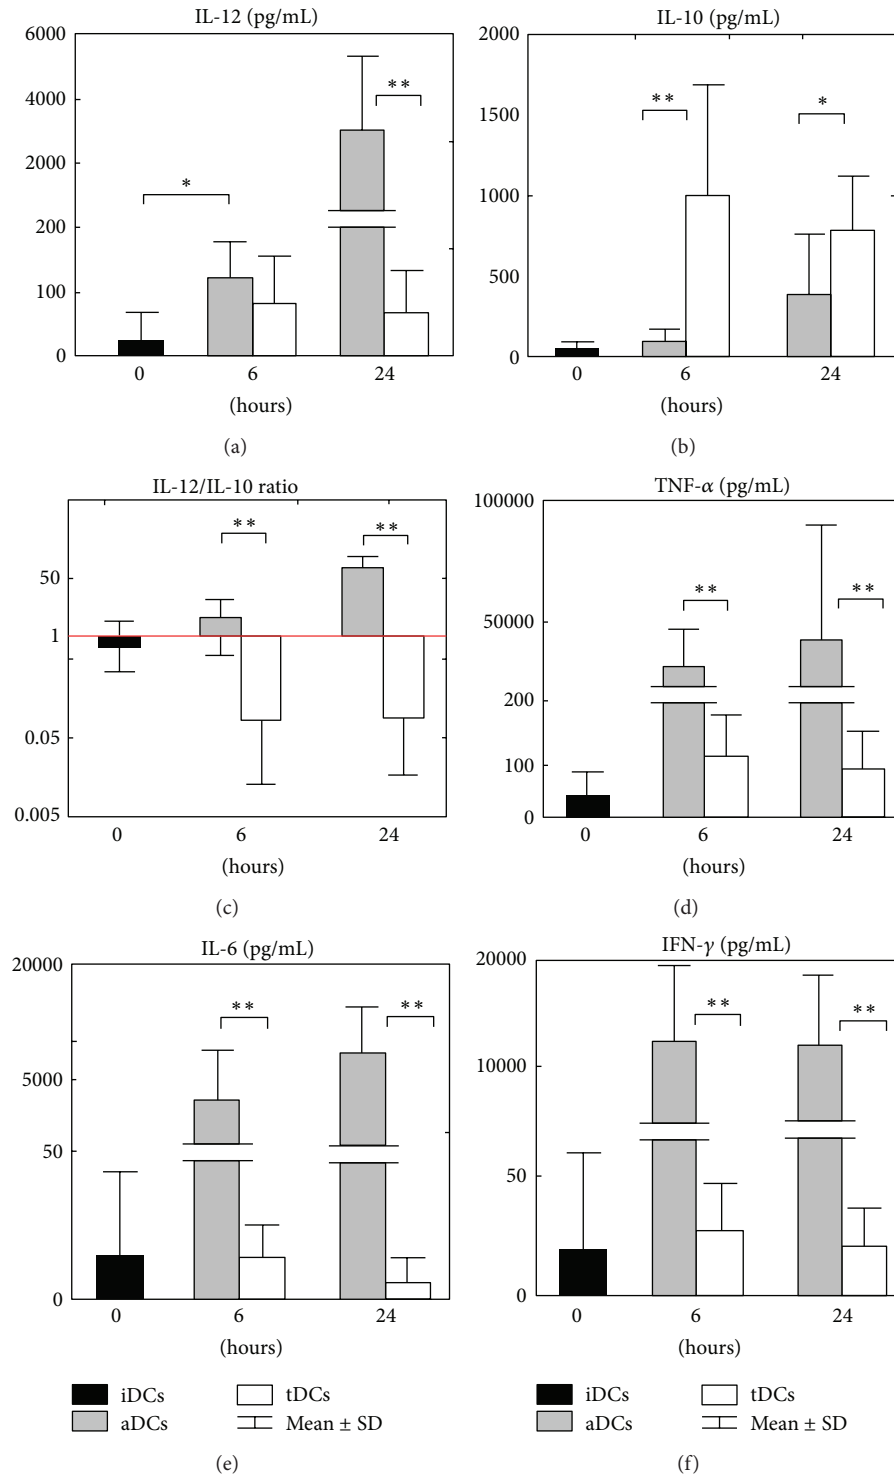 IL-12 (pg/mL)
6000
4000
2000
200
100
0
*
**
0 6 24
(hours)
(a)
IL-10 (pg/mL)
2000
1500
1000
500
0
**
*
0 6 24
(hours)
(b)
IL-12/IL-10 ratio
50
1
0.05
0.005
**
**
0 6 24
(hours)
(c)
TNF-α (pg/mL)
100000
50000
200
100
0
**
**
0 6 24
(hours)
(d)
IL-6 (pg/mL)
20000
5000
50
0
**
**
0 6 24
(hours)
iDCs tDCs
aDCs Mean ± SD
(e)
IFN-γ (pg/mL)
20000
10000
50
0
**
**
0 6 24
(hours)
iDCs tDCs
aDCs Mean ± SD
(f)